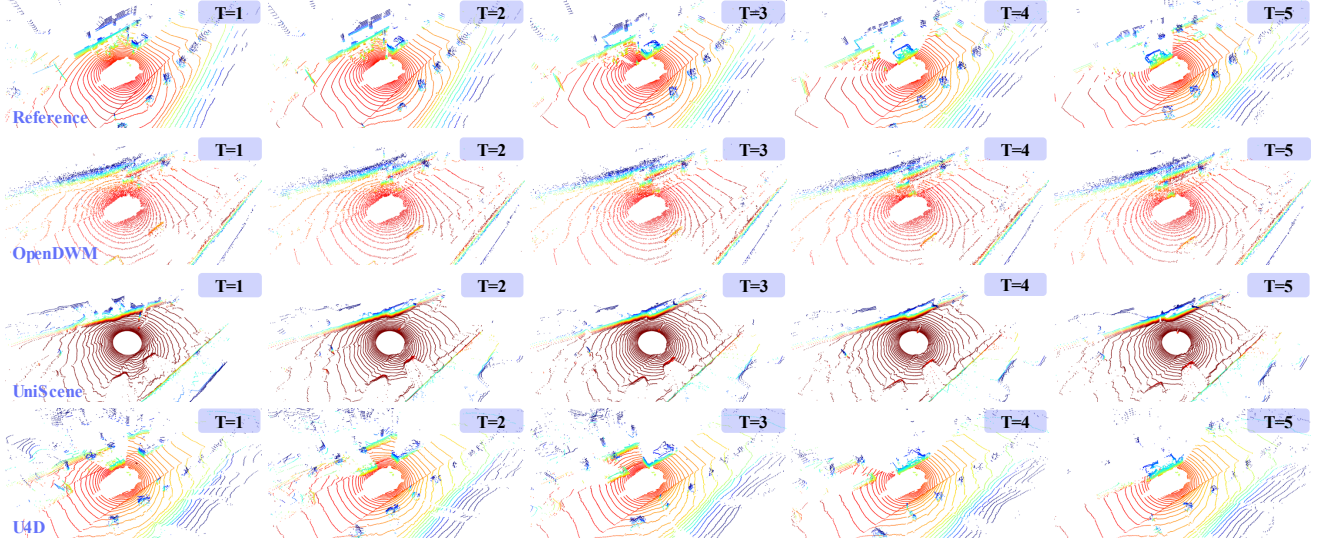 T=1 T=2 T=3 T=4 T=5
Reference
T=1 T=2 T=3 T=4 T=5
OpenDWM
T=1 T=2 T=3 T=4 T=5
UniScene
T=1 T=2 T=3 T=4 T=5
U4D